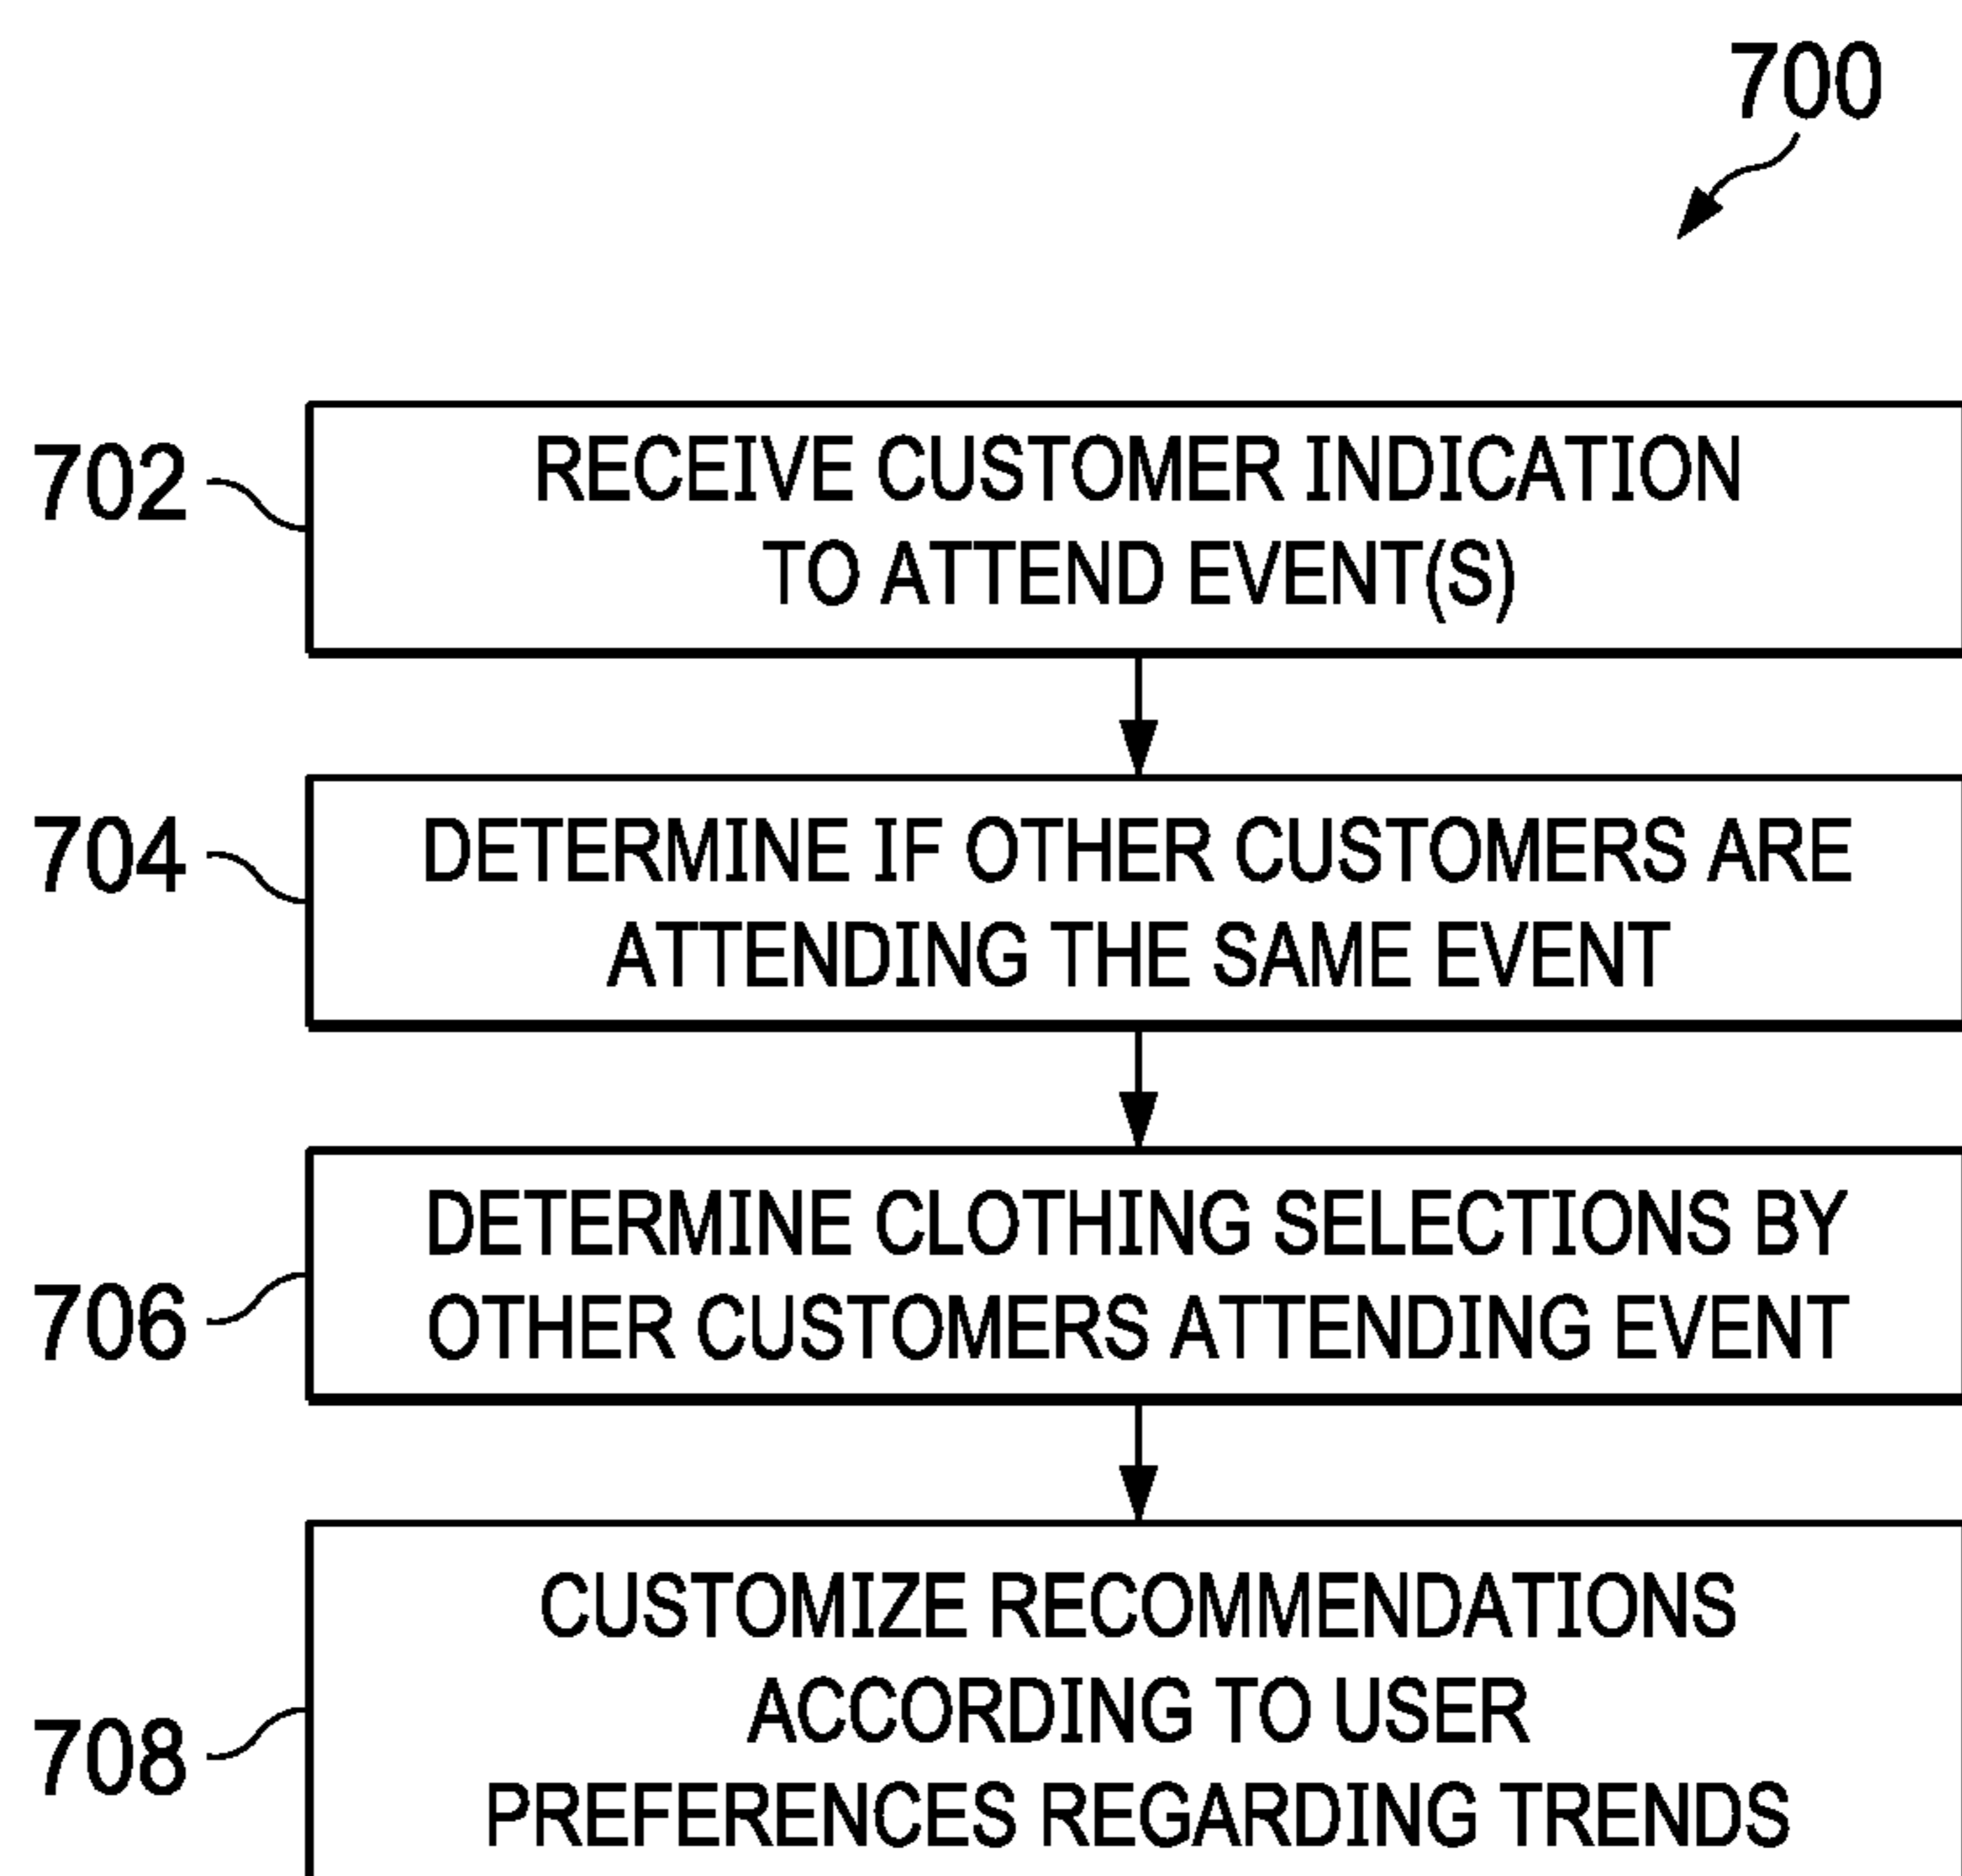 700
702
RECEIVE CUSTOMER INDICATION
TO ATTEND EVENT(S)
704
DETERMINE IF OTHER CUSTOMERS ARE
ATTENDING THE SAME EVENT
706
DETERMINE CLOTHING SELECTIONS BY
OTHER CUSTOMERS ATTENDING EVENT
708
CUSTOMIZE RECOMMENDATIONS
ACCORDING TO USER
PREFERENCES REGARDING TRENDS